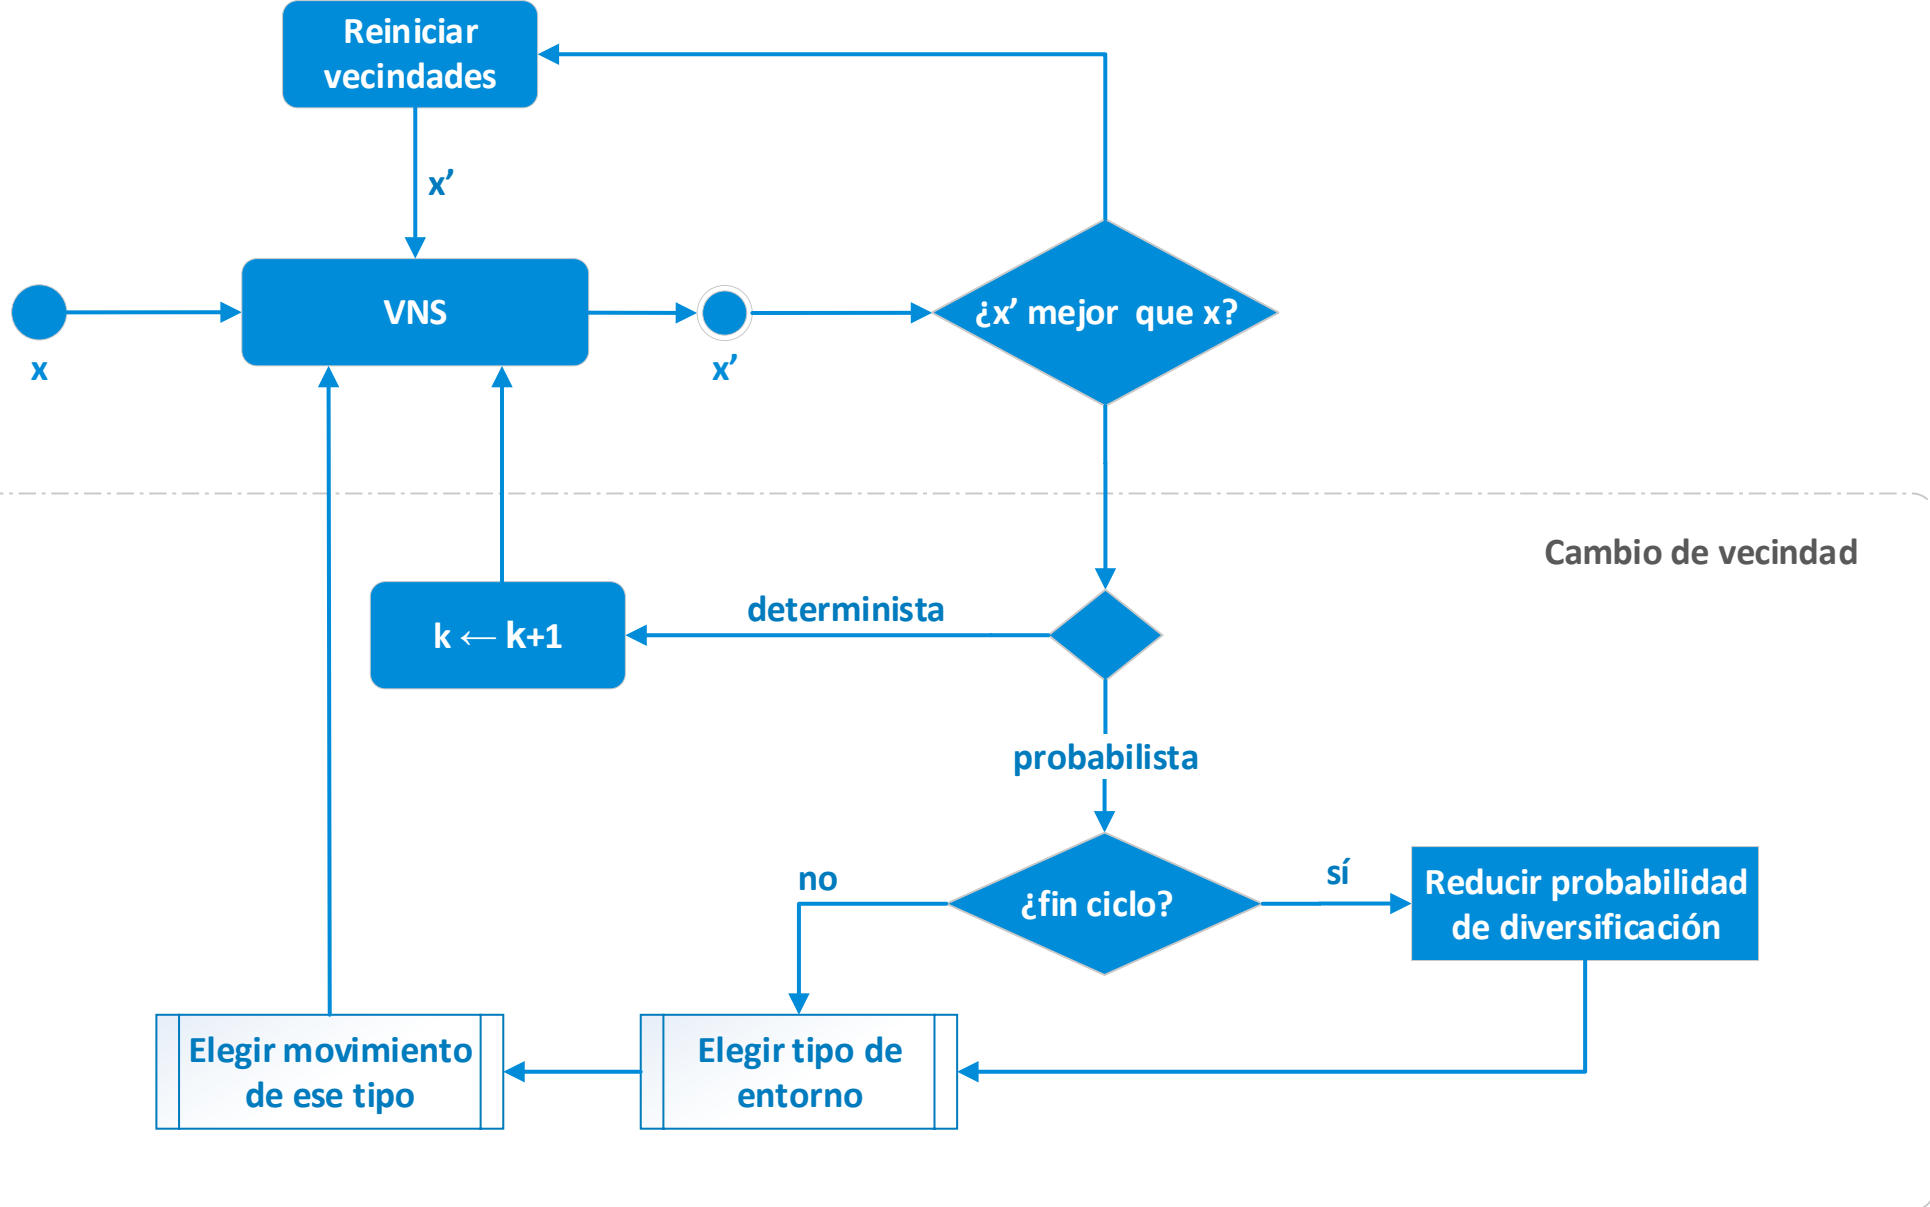 Reiniciar
vecindades
x’
VNS
¿x’ mejor  que x?
x
x’
Cambio de vecindad
determinista
k ← k+1
probabilista
no
sí
¿fin ciclo?
Reducir probabilidad
de diversificación
Elegir movimiento
de ese tipo
Elegir tipo de
entorno